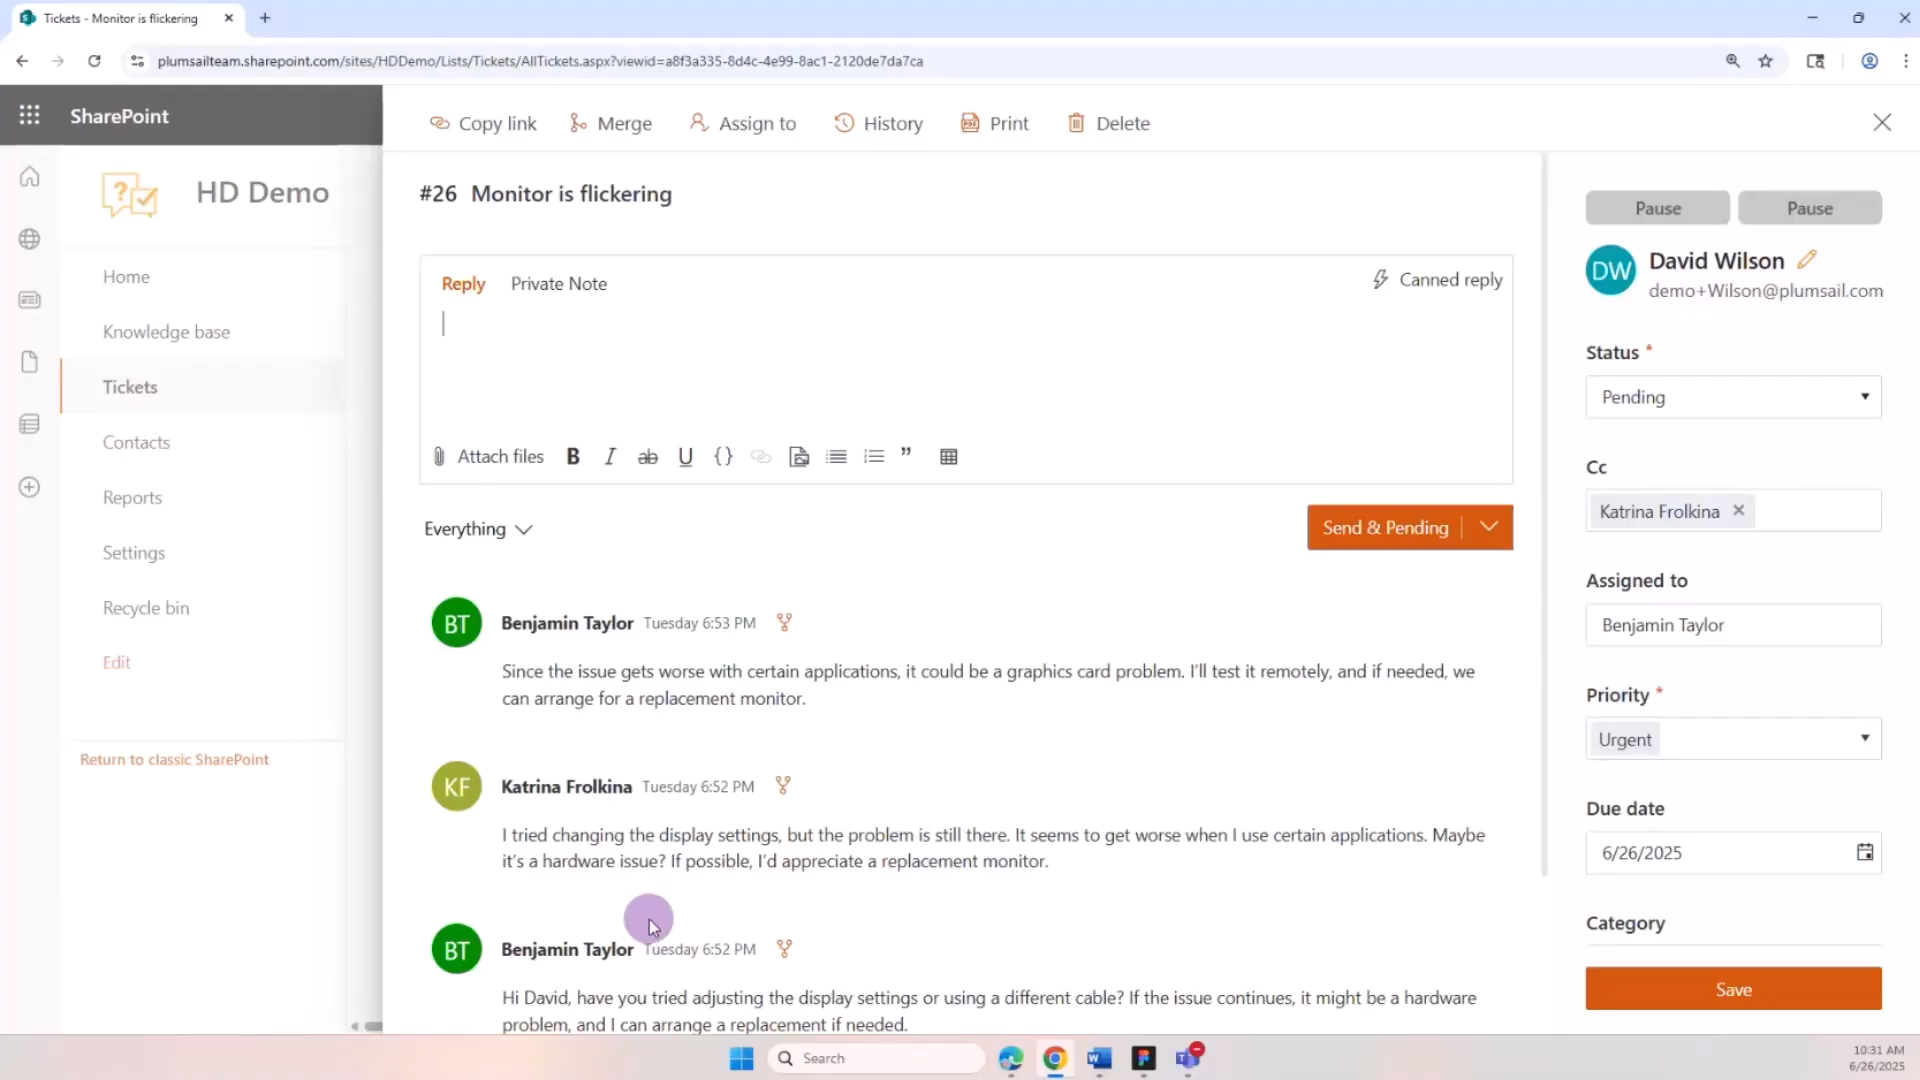 Tickets - Monitor is flickering
plumsailteam.sharepoint.com/sites/HDDemo/Lists/Tickets/AllTickets.aspx?viewid=a8f3a335-8d4c-4e99-8ac1-2120de7da7ca
SharePoint
Copy link
Merge
Assign to
History
Print
Delete
HD Demo
Home
Knowledge base
Tickets
Contacts
Reports
Settings
Recycle bin
Edit
Return to classic SharePoint
#26 Monitor is flickering
Reply
Private Note
Canned reply
Attach files
Everything
Send & Pending
BT
Benjamin Taylor Tuesday 6:53 PM
Since the issue gets worse with certain applications, it could be a graphics card problem. I'll test it remotely, and if needed, we
can arrange for a replacement monitor.
KF
Katrina Frolkina Tuesday 6:52 PM
I tried changing the display settings, but the problem is still there. It seems to get worse when I use certain applications. Maybe
it's a hardware issue? If possible, I'd appreciate a replacement monitor.
BT
Benjamin Taylor Tuesday 6:52 PM
Hi David, have you tried adjusting the display settings or using a different cable? If the issue continues, it might be a hardware
problem, and I can arrange a replacement if needed.
Pause
Pause
DW
David Wilson
demo+Wilson@plumsail.com
Status *
Pending
Cc
Katrina Frolkina
Assigned to
Benjamin Taylor
Priority *
Urgent
Due date
6/26/2025
Category
Save
Search
10:31 AM
6/26/2025